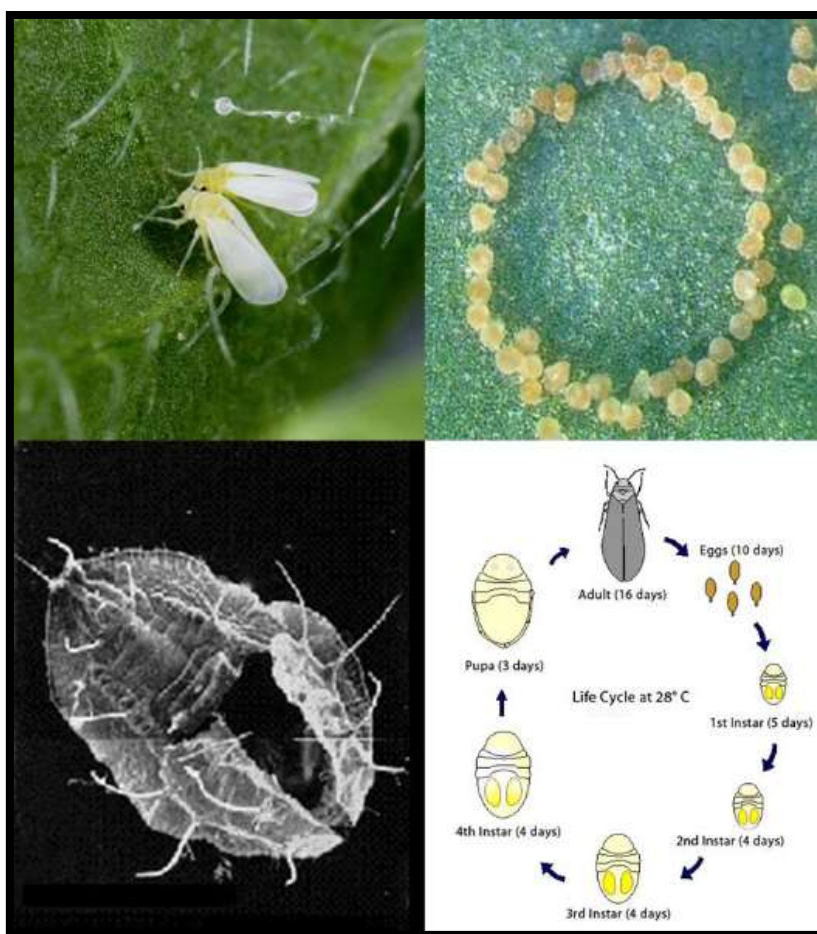 Adult (16 days)
Eggs (10 days)
1st Instar (5 days)
2nd Instar (4 days)
3rd Instar (4 days)
4th Instar (4 days)
Pupa (3 days)
Life Cycle at 28° C